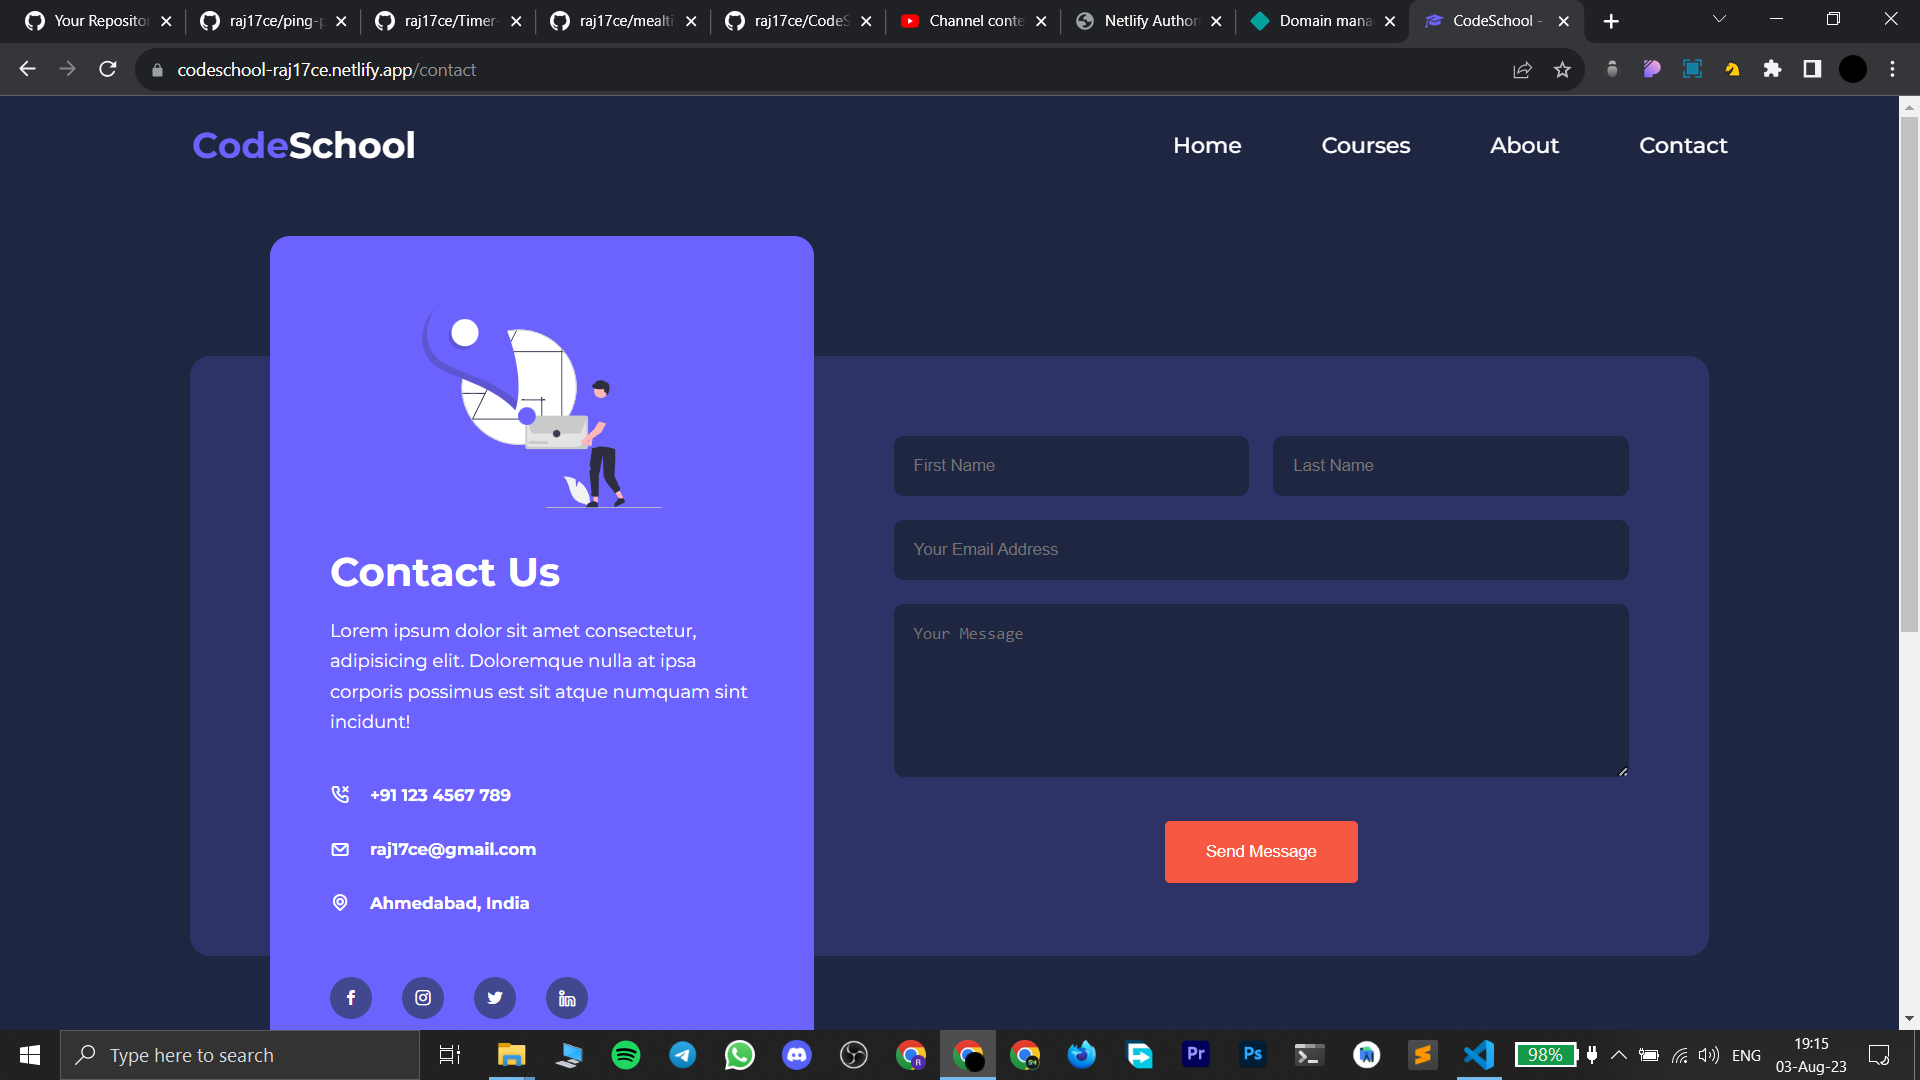 Your Repositor
raj17ce/ping-p
raj17ce/Timer-
raj17ce/mealti
raj17ce/CodeS
Channel conte
Netlify Author
Domain mana
CodeSchool -
codeschool-raj17ce.netlify.app/contact
CodeSchool
Home
Courses
About
Contact
First Name
Last Name
Your Email Address
Your Message
Send Message
Contact Us
Lorem ipsum dolor sit amet consectetur,
adipisicing elit. Doloremque nulla at ipsa
corporis possimus est sit atque numquam sint
incidunt!
+91 123 4567 789
raj17ce@gmail.com
Ahmedabad, India
Type here to search
Pr
Ps
98%
ENG
19:15
03-Aug-23